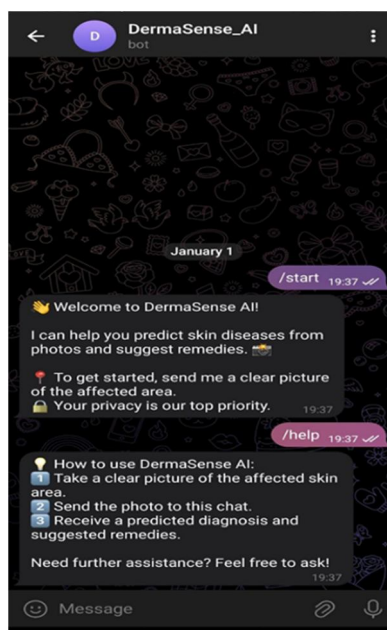 DermaSense_AI
D
bot
January 1
/start 19:37
👋 Welcome to DermaSense AI!
I can help you predict skin diseases from
photos and suggest remedies. 📸
📍 To get started, send me a clear picture
of the affected area.
🔒 Your privacy is our top priority. 19:37
/help 19:37
💡 How to use DermaSense AI:
1️⃣ Take a clear picture of the affected skin
area.
2️⃣ Send the photo to this chat.
3️⃣ Receive a predicted diagnosis and
suggested remedies.
Need further assistance? Feel free to ask!
19:37
Message